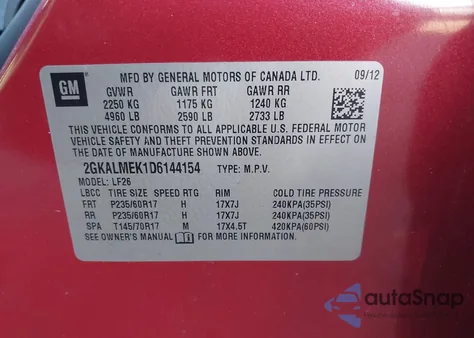 GM
MFD BY GENERAL MOTORS OF CANADA LTD. 09/12
GVWR GAWR FRT GAWR RR
2250 KG 1175 KG 1240 KG
4960 LB 2590 LB 2733 LB
THIS VEHICLE CONFORMS TO ALL APPLICABLE U.S. FEDERAL MOTOR
VEHICLE SAFETY AND THEFT PREVENTION STANDARDS IN EFFECT ON THE
DATE OF MANUFACTURE SHOWN ABOVE.
2GKALMEK1D6144154 TYPE: M.P.V.
MODEL: LF26
LBCC TIRE SIZE SPEED RTG RIM COLD TIRE PRESSURE
FRT P235/60R17 H 17X7J 240KPA(35PSI)
RR P235/60R17 H 17X7J 240KPA(35PSI)
SPA T145/70R17 M 17X4.5T 420KPA(60PSI)
SEE OWNER'S MANUAL FOR MORE INFORMATION.
autoSnap